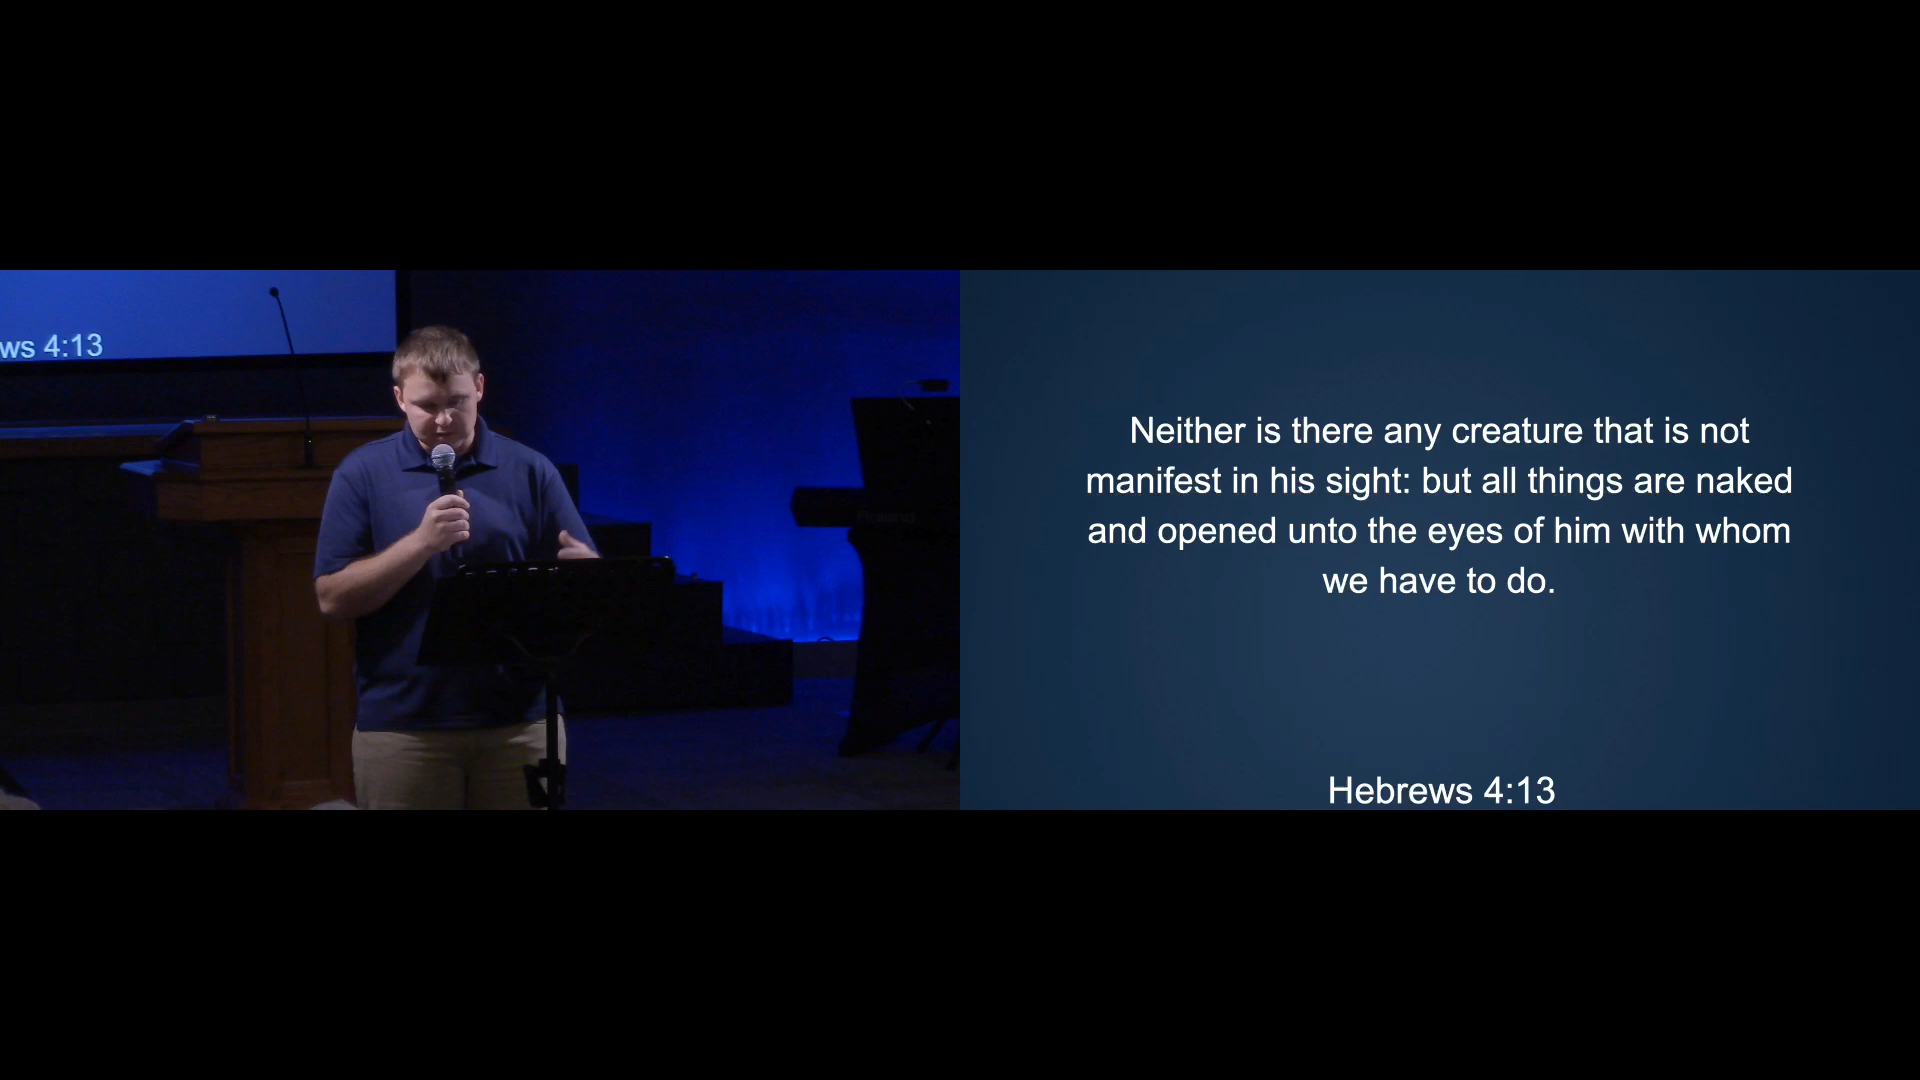 ws 4:13
Roland
Neither is there any creature that is not
manifest in his sight: but all things are naked
and opened unto the eyes of him with whom
we have to do.
Hebrews 4:13